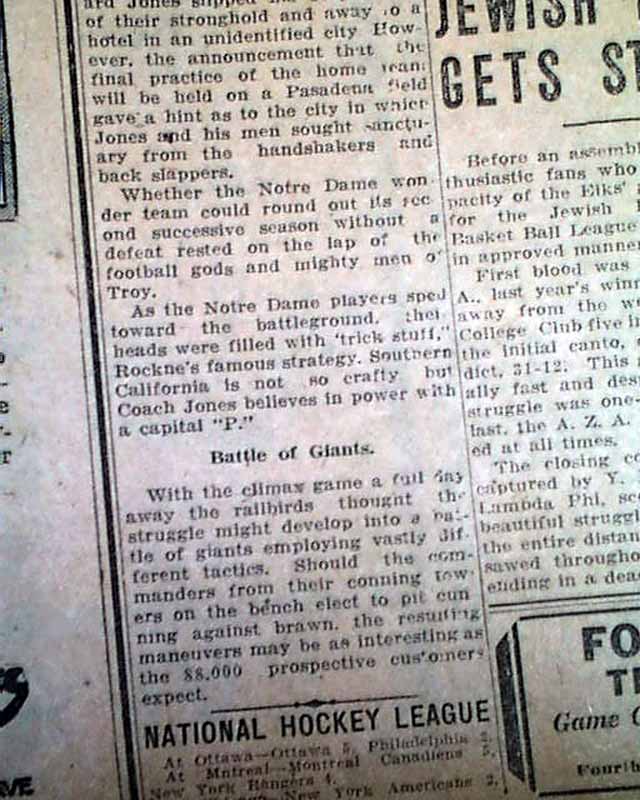 ard Jones slipped
of their stronghold and away to a
hotel in an unidentified city How-
ever, the announcement that the
final practice of the home team
will be held on a Pasadena field
gave a hint as to the city in which
Jones and his men sought sanctu-
ary from the handshakers and
back slappers.
Whether the Notre Dame won-
der team could round out its sec-
ond successive season without a
defeat rested on the lap of the
football gods and mighty men o'
Troy.
As the Notre Dame players sped
toward the battleground, their
heads were filled with "trick stuff,"
Rockne's famous strategy. Southern
California is not so crafty but
Coach Jones believes in power with
a capital "P."
Battle of Giants.
With the climax game a full day
away the railbirds thought the
struggle might develop into a bat-
tle of giants employing vastly dif-
ferent tactics. Should the com-
manders from their conning tow-
ers on the bench elect to pit cun
ning against brawn, the resulting
maneuvers may be as interesting as
the 88,000 prospective customers
expect.
NATIONAL HOCKEY LEAGUE
At Ottawa—Ottawa 5, Philadelphia 2.
At Mntreal—Montreal Canadiens 5,
New York Rangers 4.
New York Americans 2,
JEWISH
GETS ST
Before an assembl
thusiastic fans who
pacity of the Elks'
for the Jewish
Basket Ball League
in approved manner
First blood was
A., last year's winn
away from the w
College Club five in
the initial canto,
dict, 31-12. This
ally fast and des
struggle was one-
last, the A. Z. A.
ed at all times.
The closing co
captured by Y.
Lambda Phi, sc
beautiful struggl
the entire distan
sawed througho
ending in a dea
FO
T
Game C
Fourth